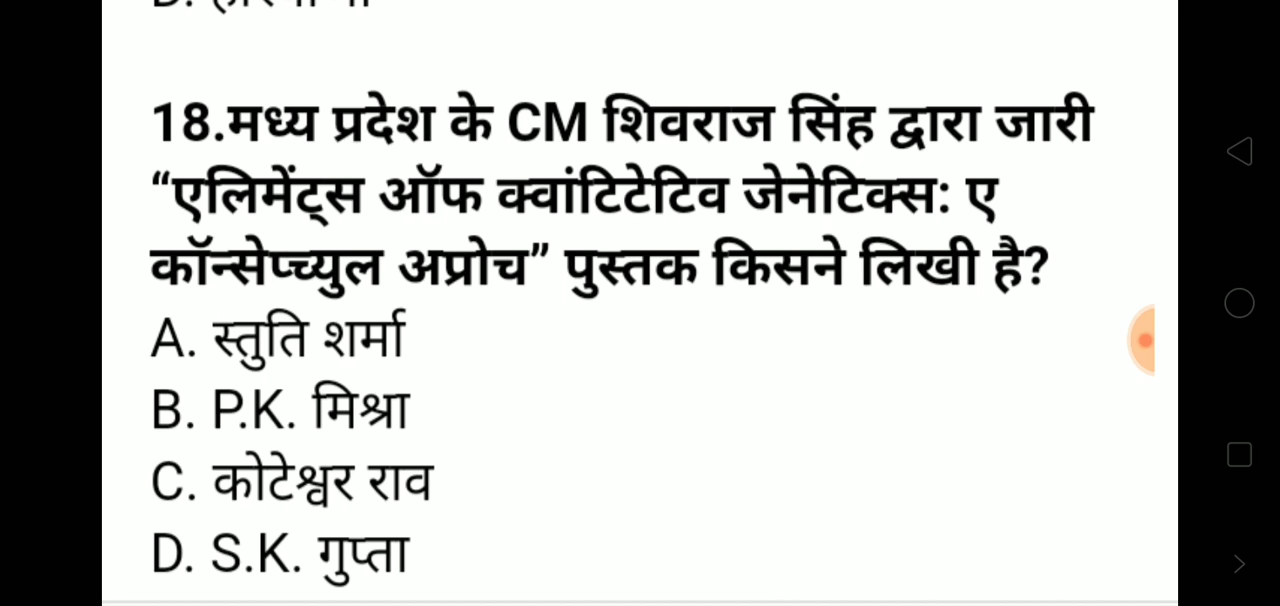 18.मध्य प्रदेश के CM शिवराज सिंह द्वारा जारी
“एलिमेंट्स ऑफ क्वांटिटेटिव जेनेटिक्स: ए
कॉन्सेप्च्युल अप्रोच” पुस्तक किसने लिखी है?
A. स्तुति शर्मा
B. P.K. मिश्रा
C. कोटेश्वर राव
D. S.K. गुप्ता